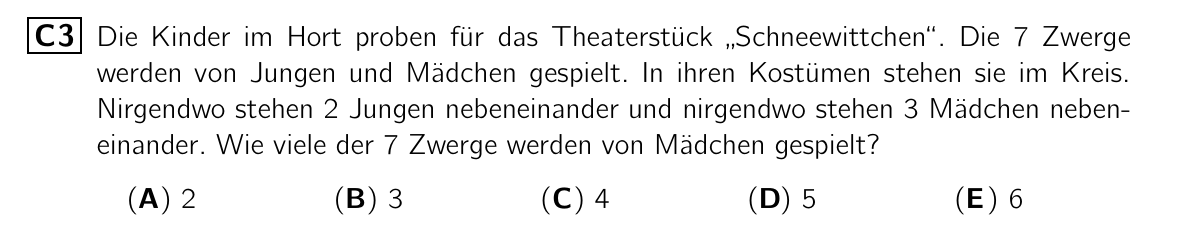 C3 Die Kinder im Hort proben für das Theaterstück „Schneewittchen“. Die 7 Zwerge
werden von Jungen und Mädchen gespielt. In ihren Kostümen stehen sie im Kreis.
Nirgendwo stehen 2 Jungen nebeneinander und nirgendwo stehen 3 Mädchen neben-
einander. Wie viele der 7 Zwerge werden von Mädchen gespielt?
(A) 2 (B) 3 (C) 4 (D) 5 (E) 6